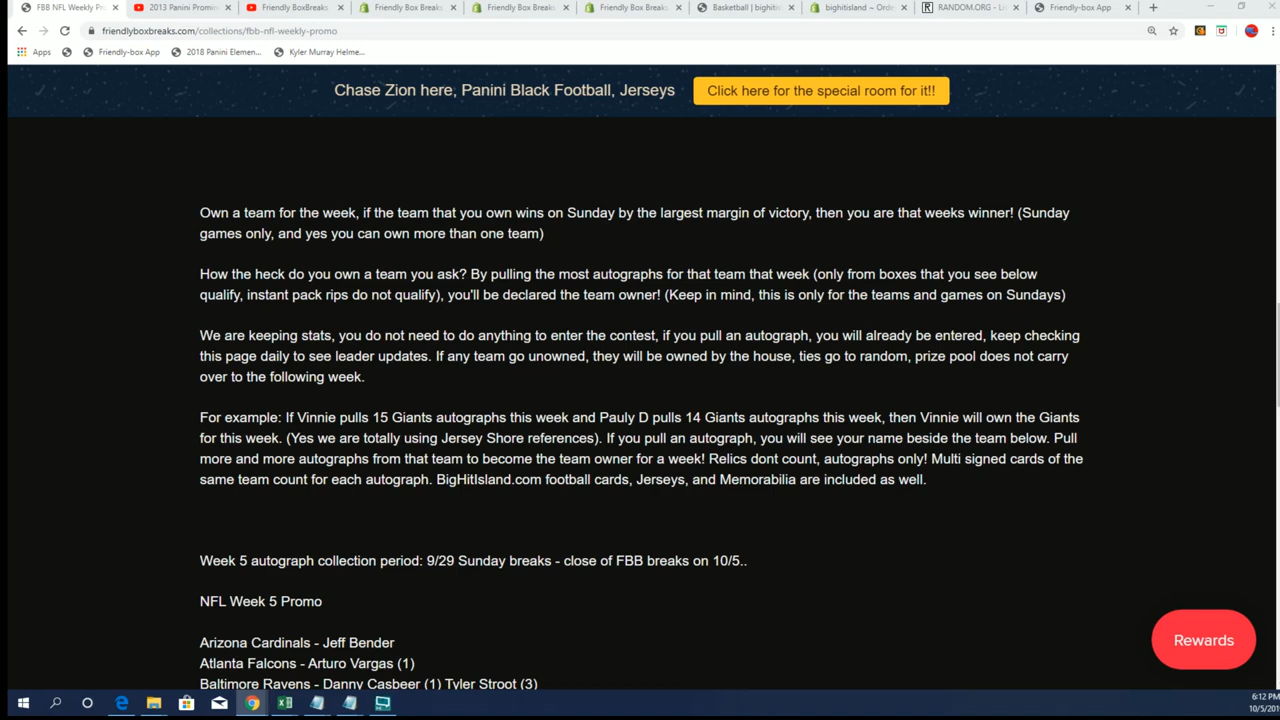 FBB NFL Weekly Pro
2013 Panini Promin
Friendly BoxBreaks
Friendly Box Breaks
Friendly Box Breaks
Friendly Box Breaks
Basketball | bighitis
bighitisland ~ Orde
RANDOM.ORG - Lo
Friendly-box App
friendlyboxbreaks.com/collections/fbb-nfl-weekly-promo
Apps
Friendly-box App
2018 Panini Elemen...
Kyler Murray Helme...
Chase Zion here, Panini Black Football, Jerseys
Click here for the special room for it!!
Own a team for the week, if the team that you own wins on Sunday by the largest margin of victory, then you are that weeks winner! (Sunday
games only, and yes you can own more than one team)
How the heck do you own a team you ask? By pulling the most autographs for that team that week (only from boxes that you see below
qualify, instant pack rips do not qualify), you'll be declared the team owner! (Keep in mind, this is only for the teams and games on Sundays)
We are keeping stats, you do not need to do anything to enter the contest, if you pull an autograph, you will already be entered, keep checking
this page daily to see leader updates. If any team go unowned, they will be owned by the house, ties go to random, prize pool does not carry
over to the following week.
For example: If Vinnie pulls 15 Giants autographs this week and Pauly D pulls 14 Giants autographs this week, then Vinnie will own the Giants
for this week. (Yes we are totally using Jersey Shore references). If you pull an autograph, you will see your name beside the team below. Pull
more and more autographs from that team to become the team owner for a week! Relics dont count, autographs only! Multi signed cards of the
same team count for each autograph. BigHitIsland.com football cards, Jerseys, and Memorabilia are included as well.
Week 5 autograph collection period: 9/29 Sunday breaks - close of FBB breaks on 10/5..
NFL Week 5 Promo
Arizona Cardinals - Jeff Bender
Atlanta Falcons - Arturo Vargas (1)
Baltimore Ravens - Danny Casbeer (1) Tyler Stroot (3)
Rewards
6:12 PM
10/5/201